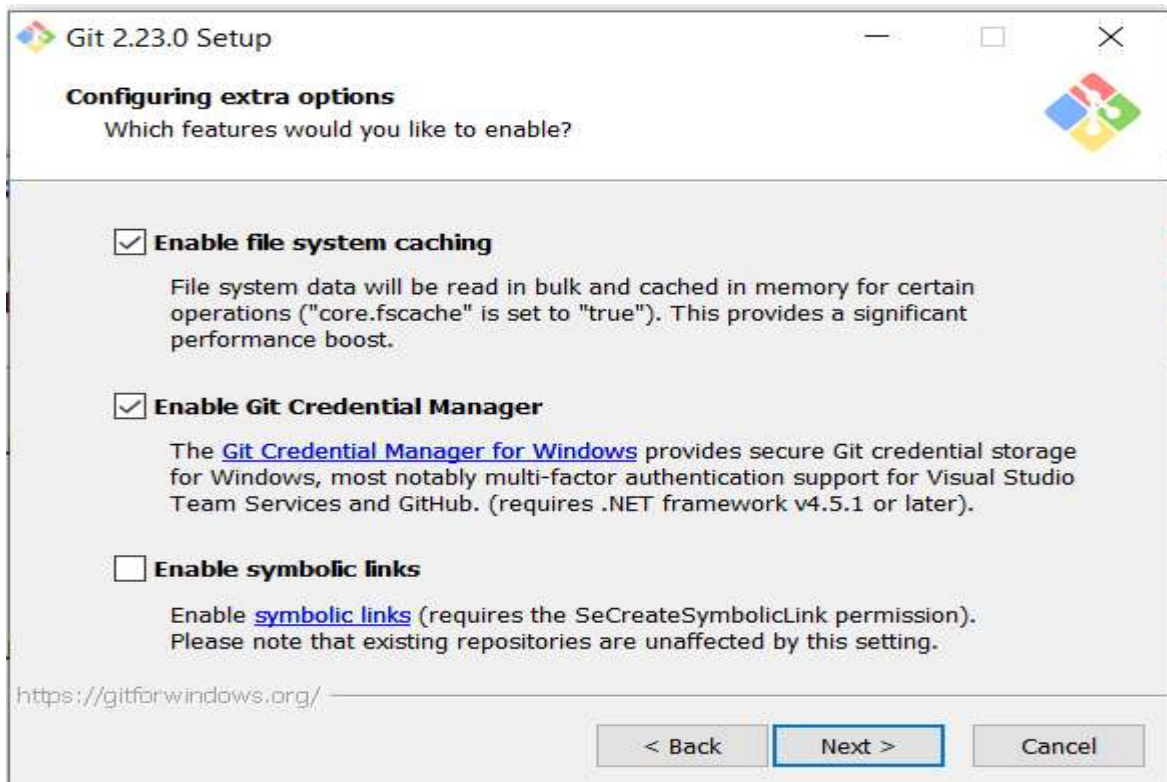 Git 2.23.0 Setup
Configuring extra options
Which features would you like to enable?
Enable file system caching
File system data will be read in bulk and cached in memory for certain
operations ("core.fscache" is set to "true"). This provides a significant
performance boost.
Enable Git Credential Manager
The Git Credential Manager for Windows provides secure Git credential storage
for Windows, most notably multi-factor authentication support for Visual Studio
Team Services and GitHub. (requires .NET framework v4.5.1 or later).
Enable symbolic links
Enable symbolic links (requires the SeCreateSymbolicLink permission).
Please note that existing repositories are unaffected by this setting.
https://gitforwindows.org/
< Back Next > Cancel